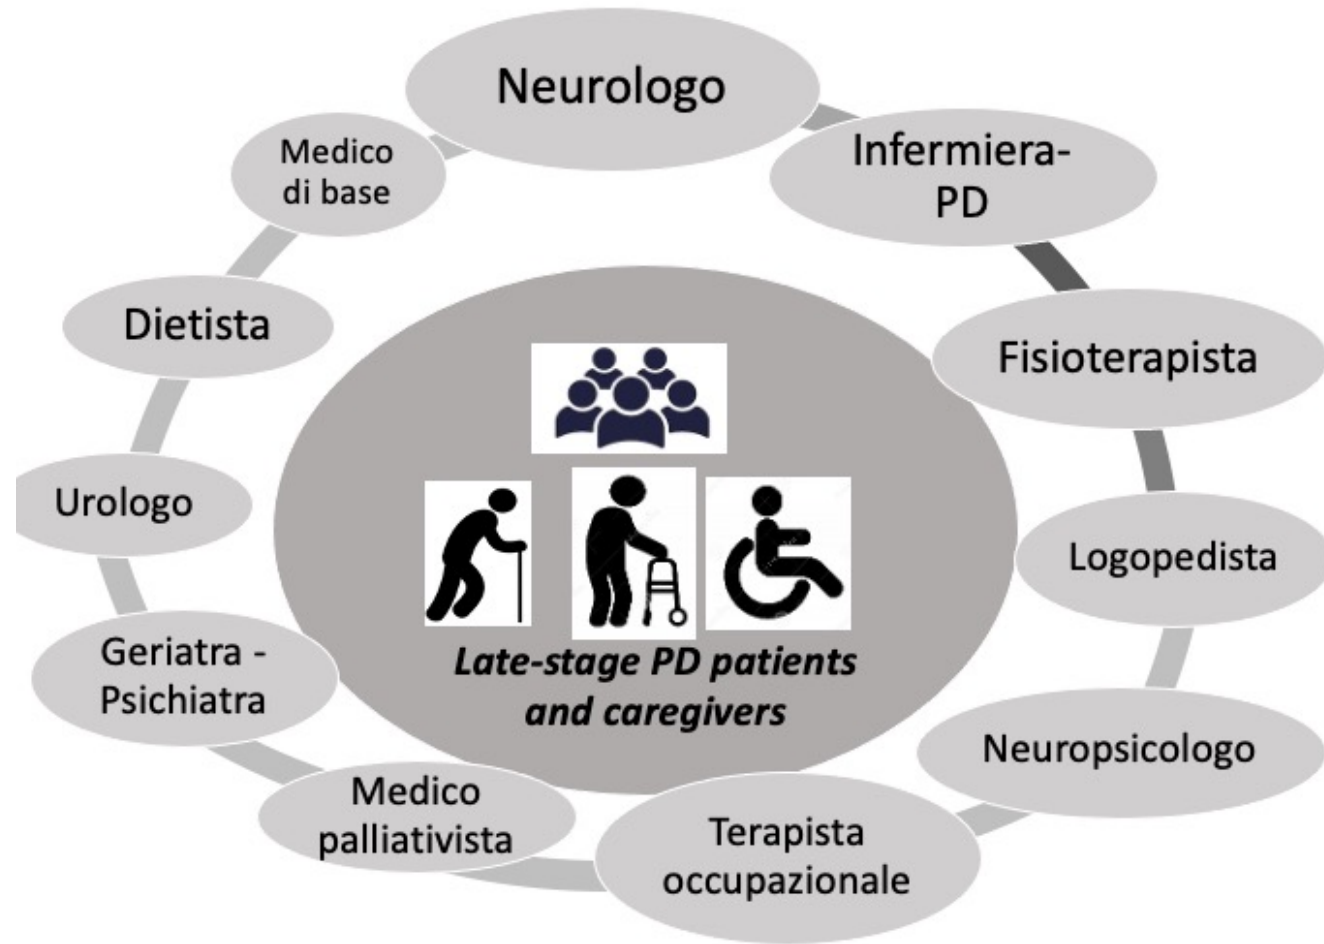 Neurologo
Infermiera-
PD
Medico
di base
Dietista
Fisioterapista
Urologo
Logopedista
Geriatra -
Psichiatra
Late-stage PD patients
and caregivers
Neuropsicologo
Medico
palliativista
Terapista
occupazionale